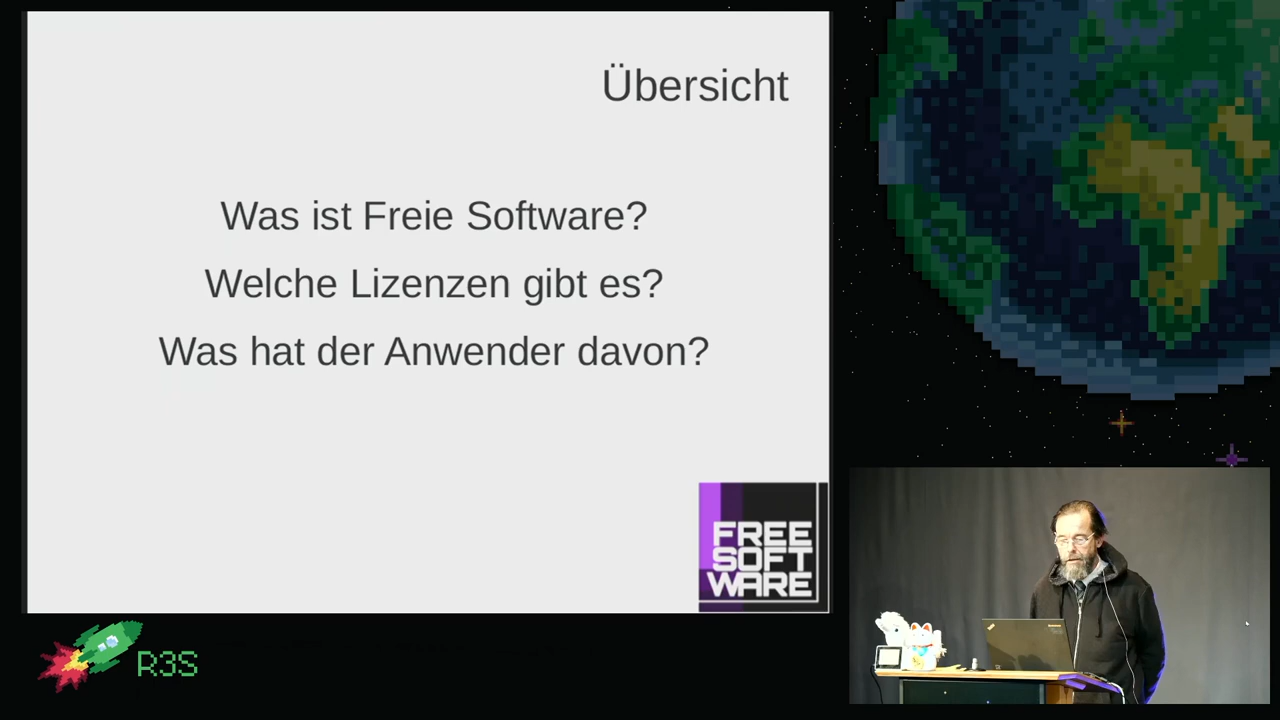 Übersicht
Was ist Freie Software?
Welche Lizenzen gibt es?
Was hat der Anwender davon?
FREE
SOFT
WARE
R3S